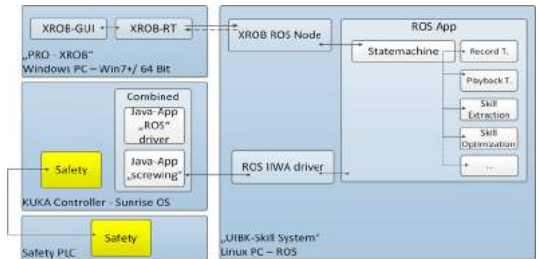 XROB-GUI
XROB-RT
„PRO - XROB“
Windows PC – Win7+/ 64 Bit
Combined
Java-App
„ROS“
driver
Java-App
„screwing“
Safety
KUKA Controller - Sunrise OS
Safety
Safety PLC
XROB ROS Node
ROS IIWA driver
„UIBK-Skill System“
Linux PC – ROS
ROS App
Statemachine
Record T.
Playback T.
Skill
Extraction
Skill
Optimization
...